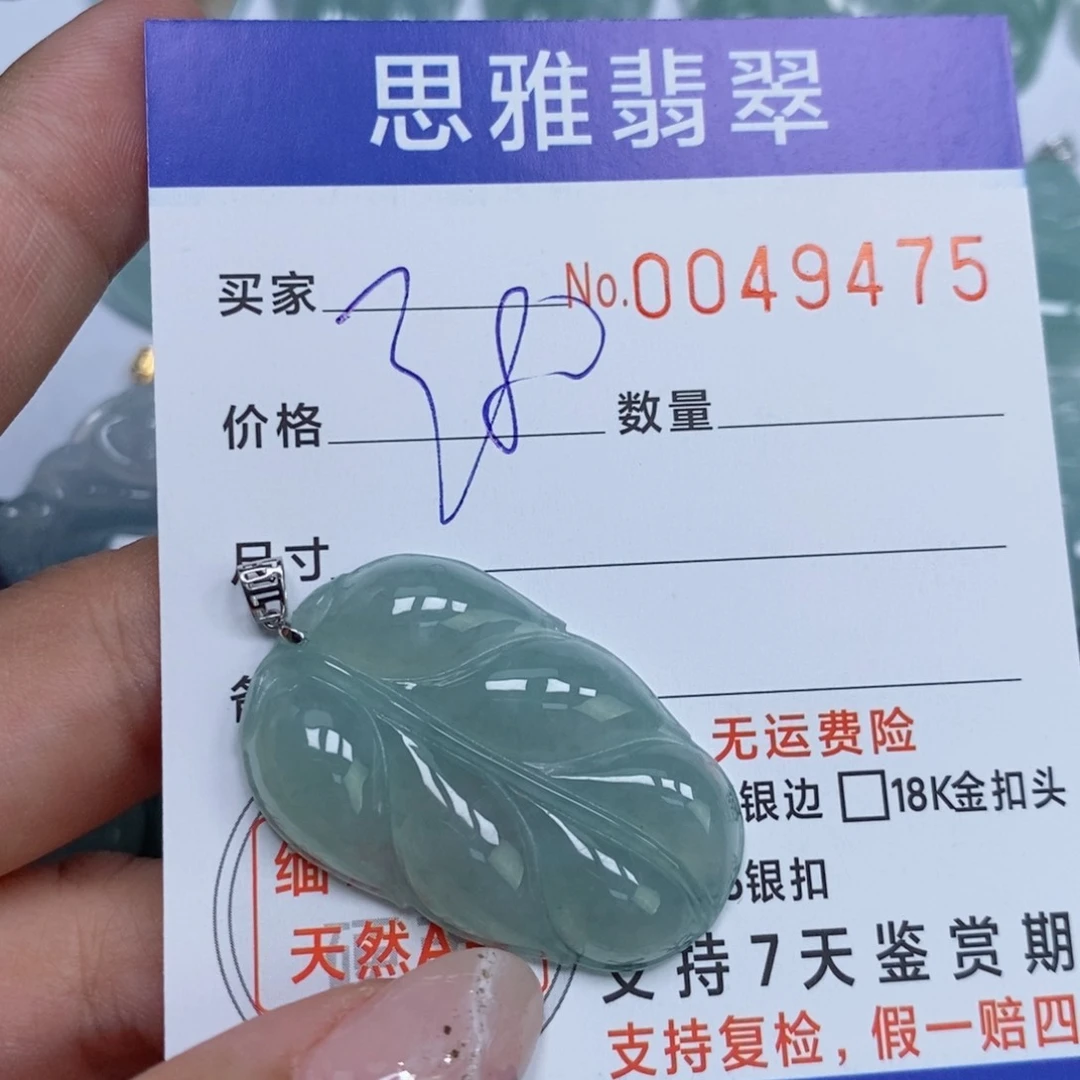 思雅翡翠
买家 No.0049475
价格 数量
尺寸
无运费险
银边 □18K金扣头
银扣
缅
天然A
支持7天鉴赏期
支持复检，假一赔四